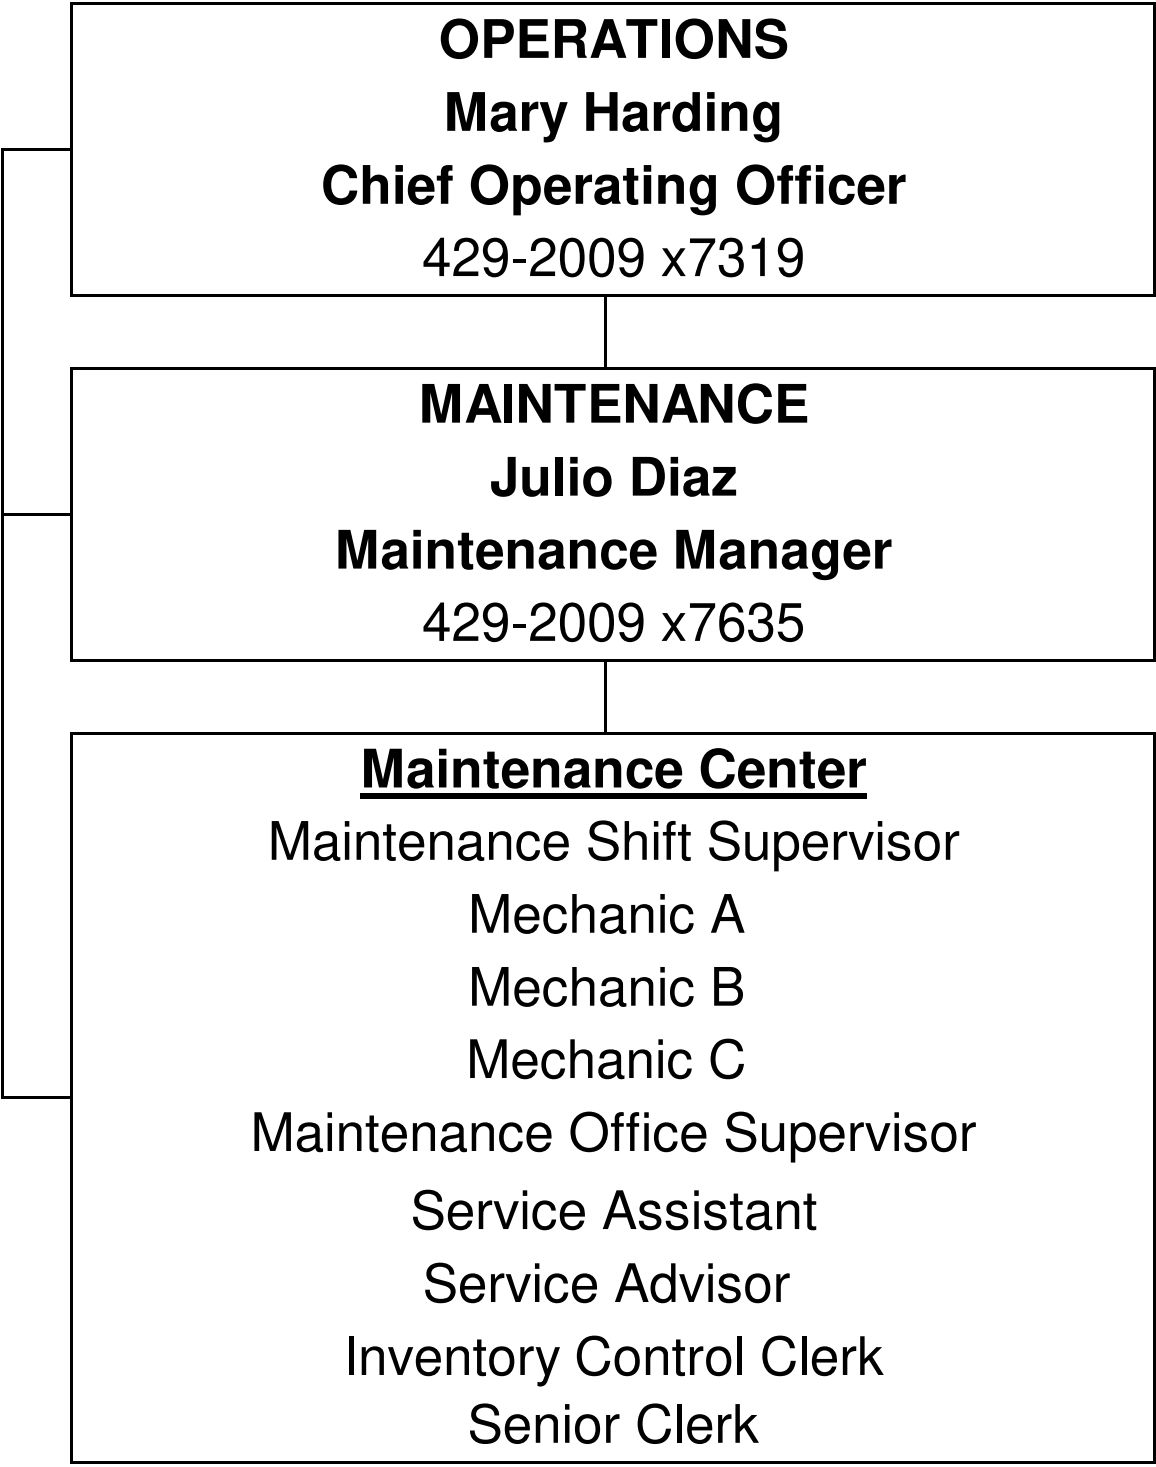 OPERATIONS
Mary Harding
Chief Operating Officer
429-2009 x7319
MAINTENANCE
Julio Diaz
Maintenance Manager
429-2009 x7635
Maintenance Center
Maintenance Shift Supervisor
Mechanic A
Mechanic B
Mechanic C
Maintenance Office Supervisor
Service Assistant
Service Advisor
Inventory Control Clerk
Senior Clerk